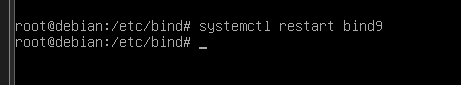 root@debian:/etc/bind# systemctl restart bind9
root@debian:/etc/bind# _